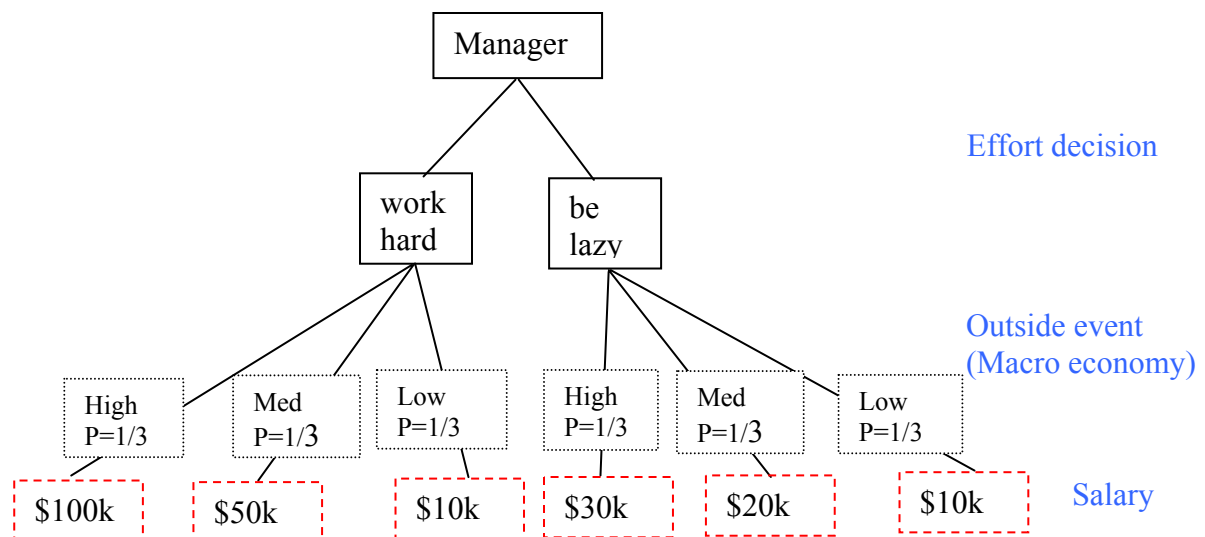 Manager
Effort decision
work
hard
be
lazy
Outside event
(Macro economy)
High
P=1/3
Med
P=1/3
Low
P=1/3
High
P=1/3
Med
P=1/3
Low
P=1/3
$100k
$50k
$10k
$30k
$20k
$10k
Salary